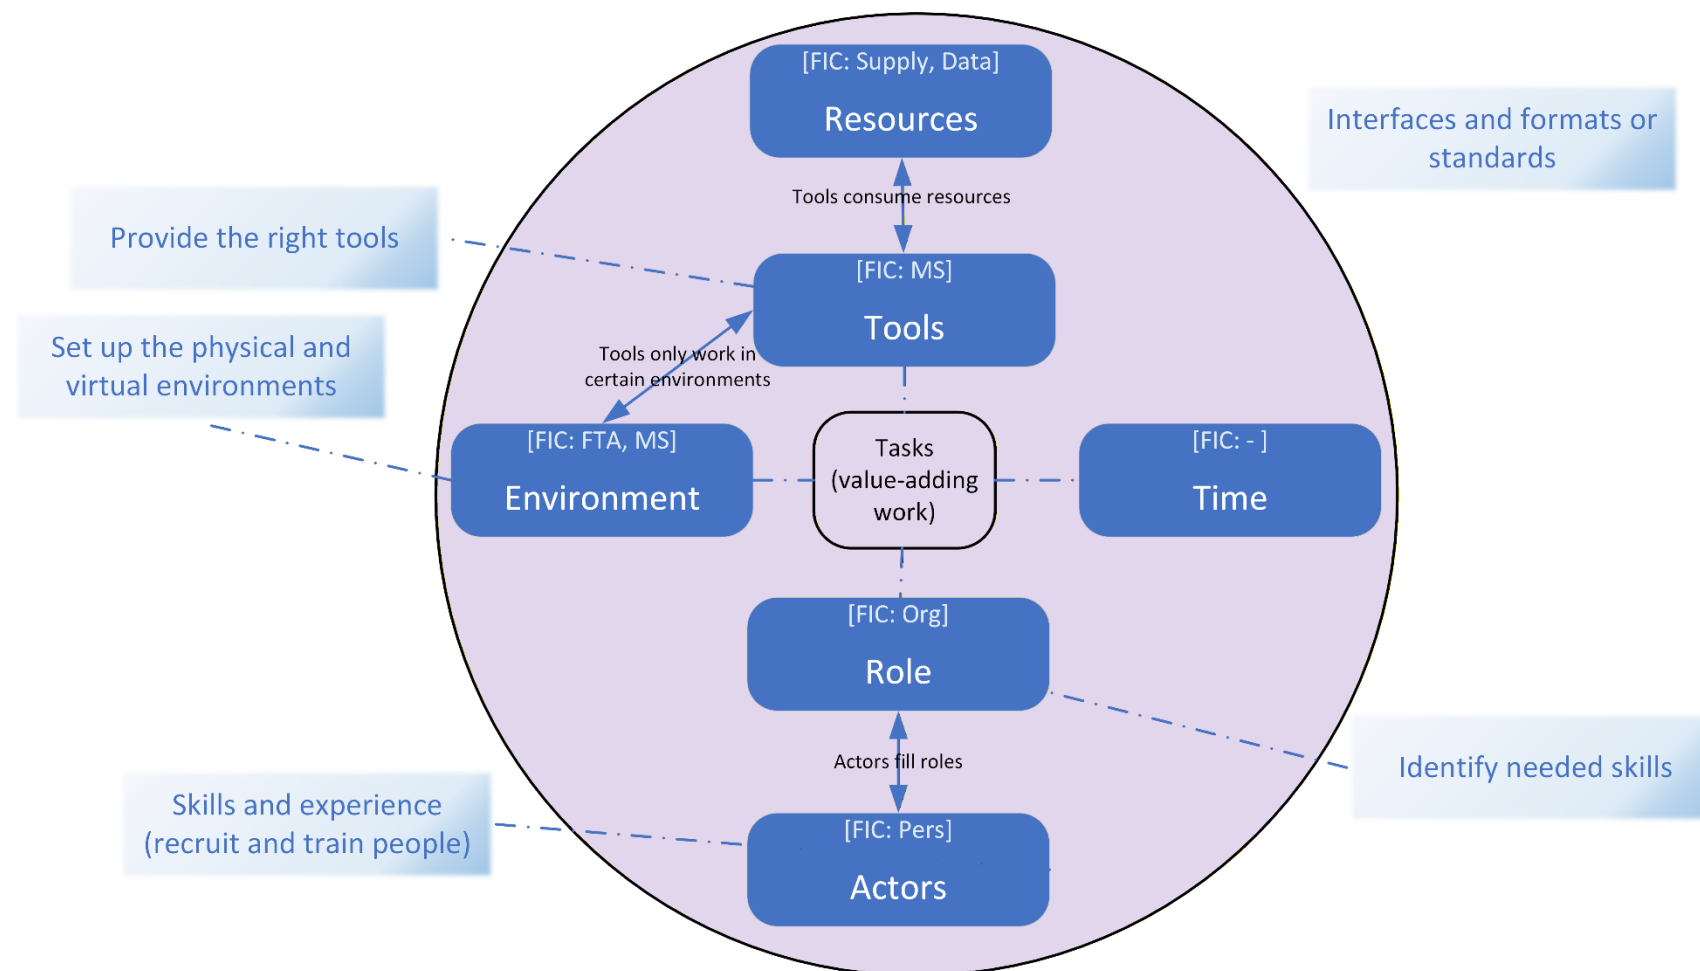 [FIC: Supply, Data]
Resources
Interfaces and formats or
standards
Tools consume resources
Provide the right tools
[FIC: MS]
Tools
Set up the physical and
virtual environments
Tools only work in
certain environments
[FIC: FTA, MS]
Environment
Tasks
(value-adding
work)
[FIC: - ]
Time
[FIC: Org]
Role
Actors fill roles
Identify needed skills
Skills and experience
(recruit and train people)
[FIC: Pers]
Actors